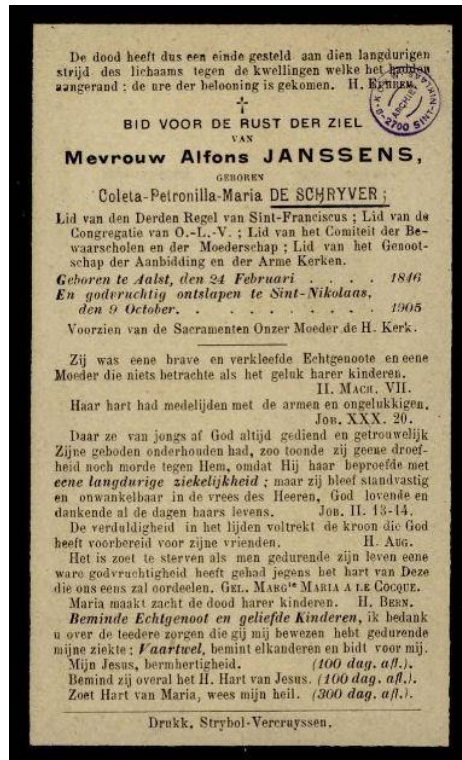 De dood heeft dus een einde gesteld aan dien langdurigen
strijd des lichaams tegen de kwellingen welke het hadden
aangerand : de ure der belooning is gekomen. H. EPHREM.
BID VOOR DE RUST DER ZIEL
VAN
Mevrouw Alfons JANSSENS,
GEBOREN
Coleta-Petronilla-Maria DE SCHRYVER ;
Lid van den Derden Regel van Sint-Franciscus ; Lid van de
Congregatie van O.-L.-V. ; Lid van het Comiteit der Be-
waarscholen en der Moederschap ; Lid van het Genoot-
schap der Aanbidding en der Arme Kerken.
Geboren te Aalst, den 24 Februari . . . . 1846
En godvruchtig ontslapen te Sint-Nikolaas,
den 9 October. . . . . . . . . . 1905
Voorzien van de Sacramenten Onzer Moeder de H. Kerk.
Zij was eene brave en verkleefde Echtgenoote en eene
Moeder die niets betrachte als het geluk harer kinderen.
II. MACH. VII.
Haar hart had medelijden met de armen en ongelukkigen.
JOB. XXX. 20.
Daar ze van jongs af God altijd gediend en getrouwelijk
Zijne geboden onderhouden had, zoo toonde zij geene droef-
heid noch morde tegen Hem, omdat Hij haar beproefde met
eene langdurige ziekelijkheid ; maar zij bleef standvastig
en onwankelbaar in de vrees des Heeren, God lovende en
dankende al de dagen haars levens. JOB. II. 13-14.
De verduldigheid in het lijden voltrekt de kroon die God
heeft voorbereid voor zijne vrienden. H. AUG.
Het is zoet te sterven als men gedurende zijn leven eene
ware godvruchtigheid heeft gehad jegens het hart van Deze
die ons eens zal oordeelen. GEL. MARGte MARIA A LE COCQUE.
Maria maakt zacht de dood harer kinderen. H. BERN.
Beminde Echtgenoot en geliefde Kinderen, ik bedank
u over de teedere zorgen die gij mij bewezen hebt gedurende
mijne ziekte : Vaartwel, bemint elkanderen en bidt voor mij.
Mijn Jesus, bermhertigheid. (100 dag. afl.).
Bemind zij overal het H. Hart van Jesus. (100 dag. afl.).
Zoet Hart van Maria, wees mijn heil. (300 dag. afl.).
Drukk. Strybol-Vercruyssen.